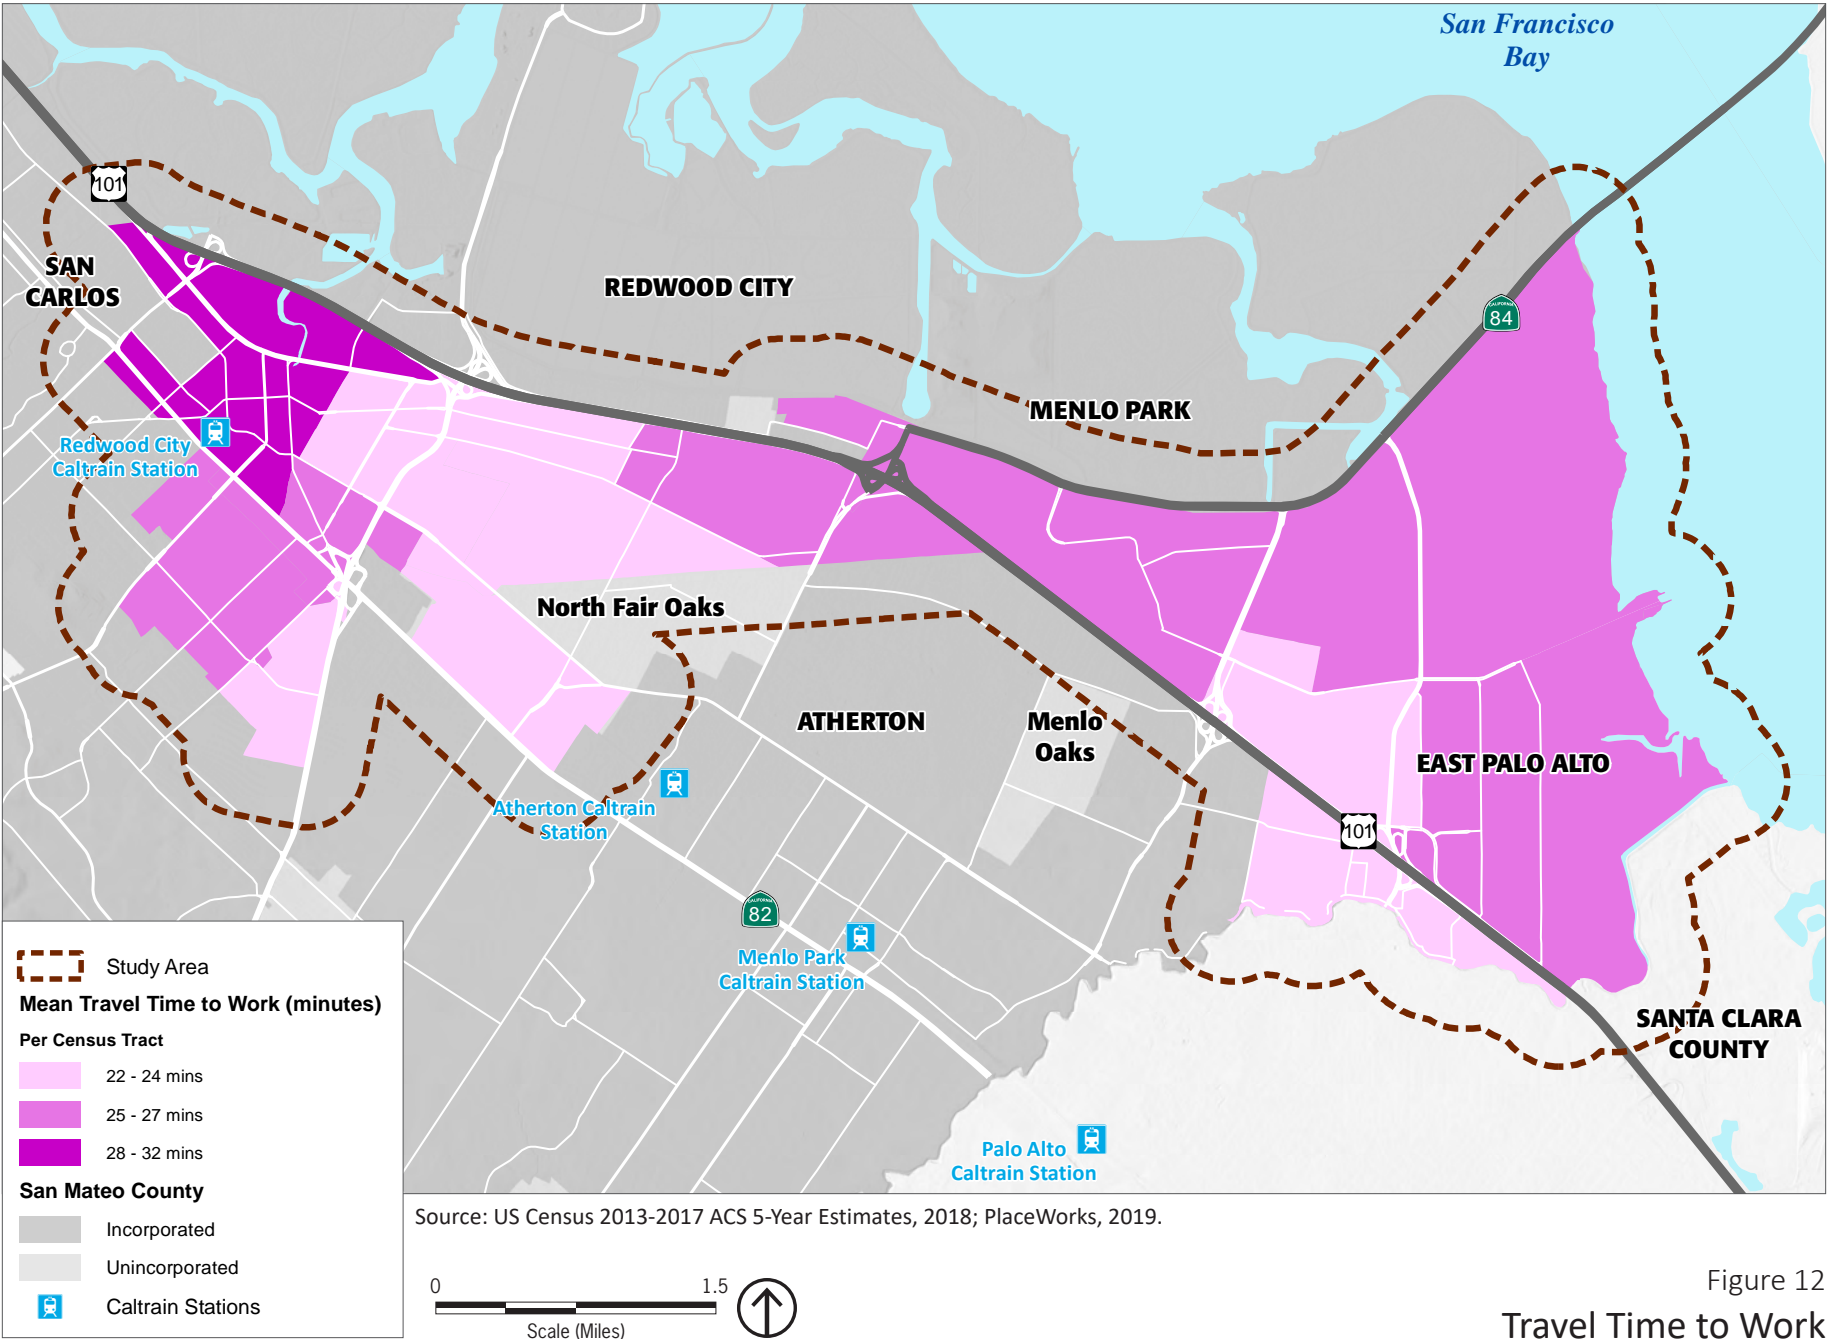 San Francisco
Bay
101
SAN
CARLOS
REDWOOD CITY
CALIFORNIA
84
MENLO PARK
Redwood City
Caltrain Station
North Fair Oaks
ATHERTON
Menlo
Oaks
EAST PALO ALTO
Atherton Caltrain
Station
101
CALIFORNIA
82
Menlo Park
Caltrain Station
SANTA CLARA
COUNTY
Palo Alto
Caltrain Station
Study Area
Mean Travel Time to Work (minutes)
Per Census Tract
22 - 24 mins
25 - 27 mins
28 - 32 mins
San Mateo County
Incorporated
Unincorporated
Caltrain Stations
Source: US Census 2013-2017 ACS 5-Year Estimates, 2018; PlaceWorks, 2019.
0 1.5
Scale (Miles)
Figure 12
Travel Time to Work